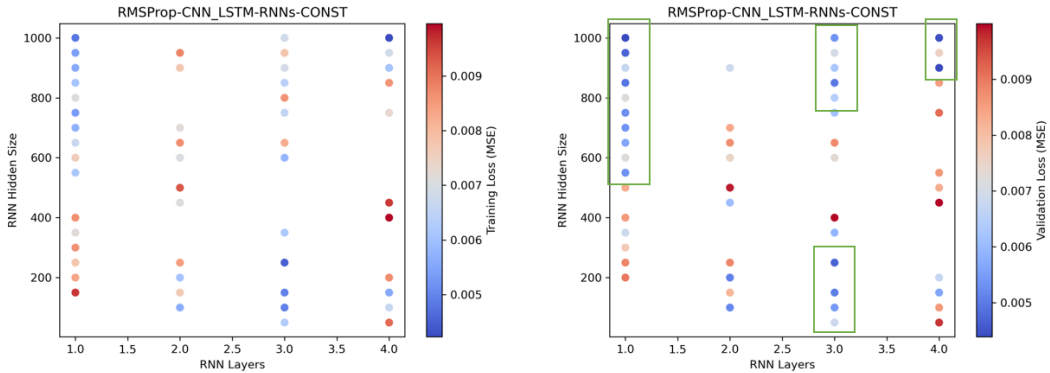 RMSProp-CNN_LSTM-RNNs-CONST
RNN Hidden Size
1000
800
600
400
200
1.0 1.5 2.0 2.5 3.0 3.5 4.0
RNN Layers
0.009
0.008
0.007
0.006
0.005
Training Loss (MSE)
RMSProp-CNN_LSTM-RNNs-CONST
RNN Hidden Size
1000
800
600
400
200
1.0 1.5 2.0 2.5 3.0 3.5 4.0
RNN Layers
0.009
0.008
0.007
0.006
0.005
Validation Loss (MSE)